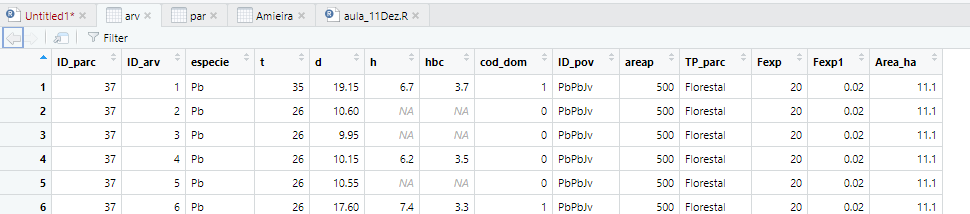 Untitled1* arv par Amieira aula_11Dez.R
Filter
ID_parc ID_arv especie t d h hbc cod_dom ID_pov areap TP_parc Fexp Fexp1 Area_ha
1 37 1 Pb 35 19.15 6.7 3.7 1 PbPbJv 500 Florestal 20 0.02 11.1
2 37 2 Pb 26 10.60 NA NA 0 PbPbJv 500 Florestal 20 0.02 11.1
3 37 3 Pb 26 9.95 NA NA 0 PbPbJv 500 Florestal 20 0.02 11.1
4 37 4 Pb 26 10.15 6.2 3.5 0 PbPbJv 500 Florestal 20 0.02 11.1
5 37 5 Pb 26 10.55 NA NA 0 PbPbJv 500 Florestal 20 0.02 11.1
6 37 6 Pb 26 17.60 7.4 3.3 1 PbPbJv 500 Florestal 20 0.02 11.1